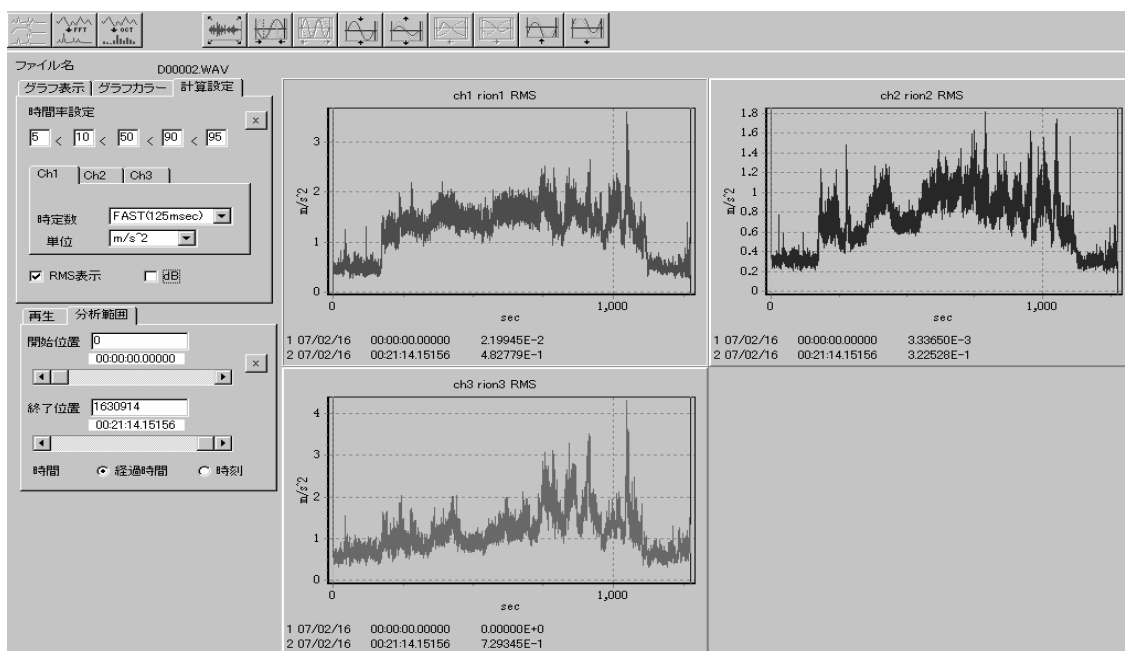 FFT
OCT
ファイル名 D00002.WAV
グラフ表示 グラフカラー 計算設定
時間率設定
×
5 < 10 < 50 < 90 < 95
Ch1 Ch2 Ch3
時定数 FAST(125msec)
単位 m/s^2
RMS表示 dB
再生 分析範囲
開始位置 0
00:00:00.00000
×
終了位置 1630914
00:21:14.15156
時間 経過時間 時刻
ch1 rion1 RMS
m/s^2
3
2
1
0
0 1,000
sec
1 07/02/16 00:00:00.00000 2.19945E-2
2 07/02/16 00:21:14.15156 4.82779E-1
ch2 rion2 RMS
m/s^2
1.8
1.6
1.4
1.2
1
0.8
0.6
0.4
0.2
0
0 1,000
sec
1 07/02/16 00:00:00.00000 3.33650E-3
2 07/02/16 00:21:14.15156 3.22528E-1
ch3 rion3 RMS
m/s^2
4
3
2
1
0
0 1,000
sec
1 07/02/16 00:00:00.00000 0.00000E+0
2 07/02/16 00:21:14.15156 7.29345E-1